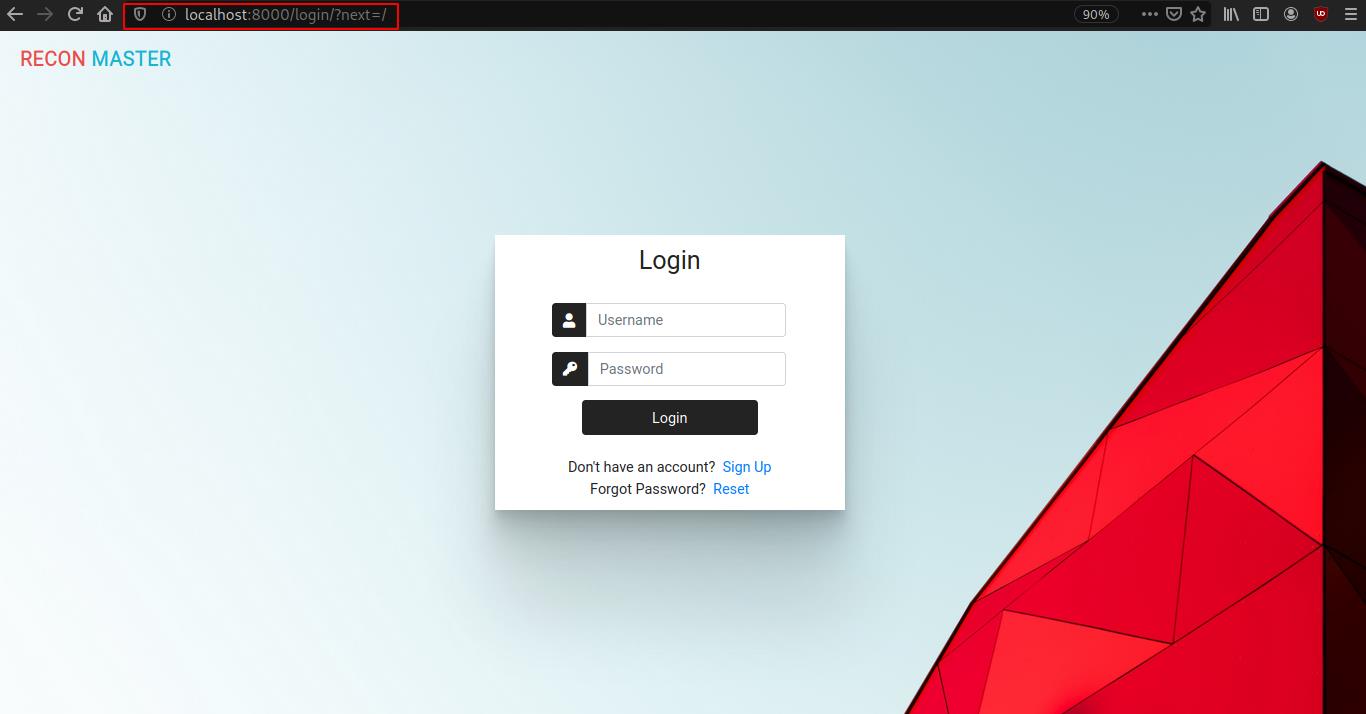 localhost:8000/login/?next=/
90%
RECON MASTER
Login
Username
Password
Login
Don't have an account? Sign Up
Forgot Password? Reset